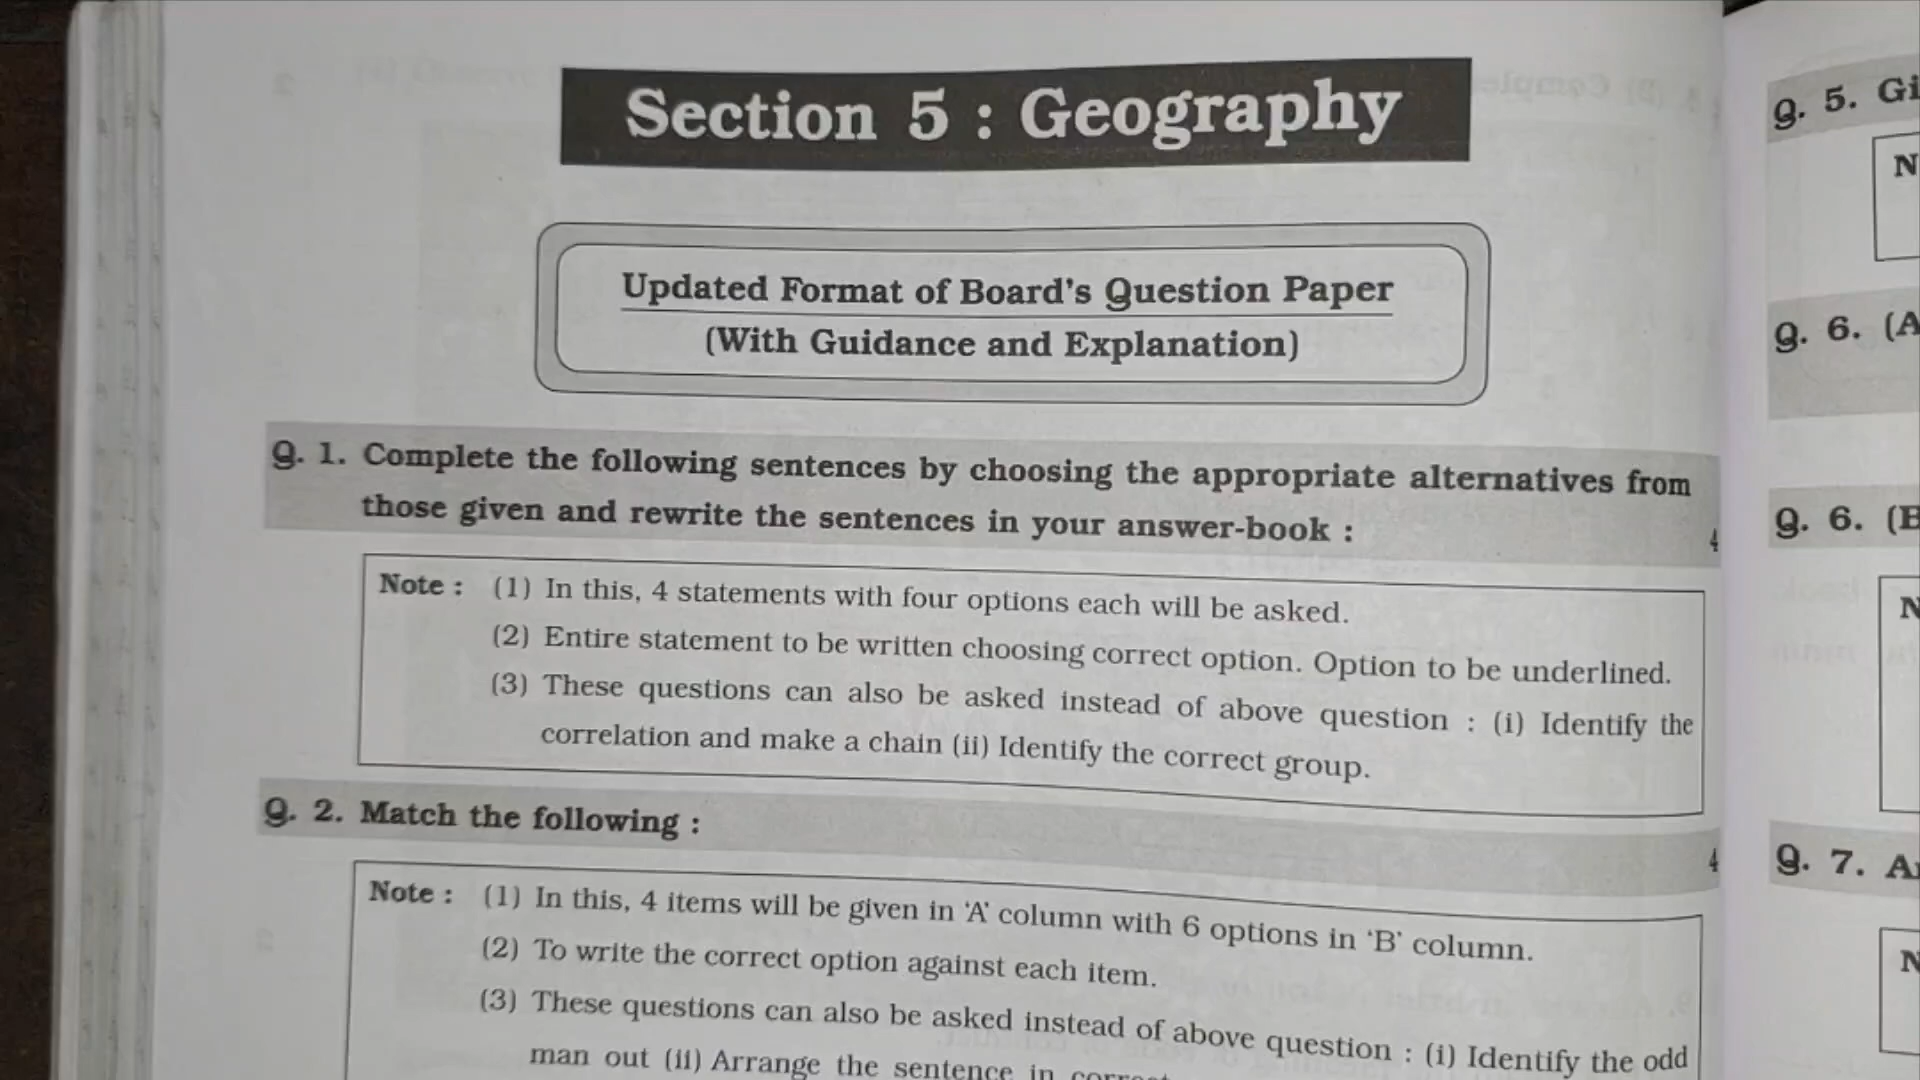 Section 5 : Geography
Updated Format of Board's Question Paper
(With Guidance and Explanation)
Q. 1. Complete the following sentences by choosing the appropriate alternatives from
those given and rewrite the sentences in your answer-book :
4
Note : (1) In this, 4 statements with four options each will be asked.
(2) Entire statement to be written choosing correct option. Option to be underlined.
(3) These questions can also be asked instead of above question : (i) Identify the
correlation and make a chain (ii) Identify the correct group.
Q. 2. Match the following :
4
Note : (1) In this, 4 items will be given in 'A' column with 6 options in 'B' column.
(2) To write the correct option against each item.
(3) These questions can also be asked instead of above question : (i) Identify the odd
man out (ii) Arrange the sentence in
Q. 5.
Q. 6. (A
Q. 6.
Q. 7.